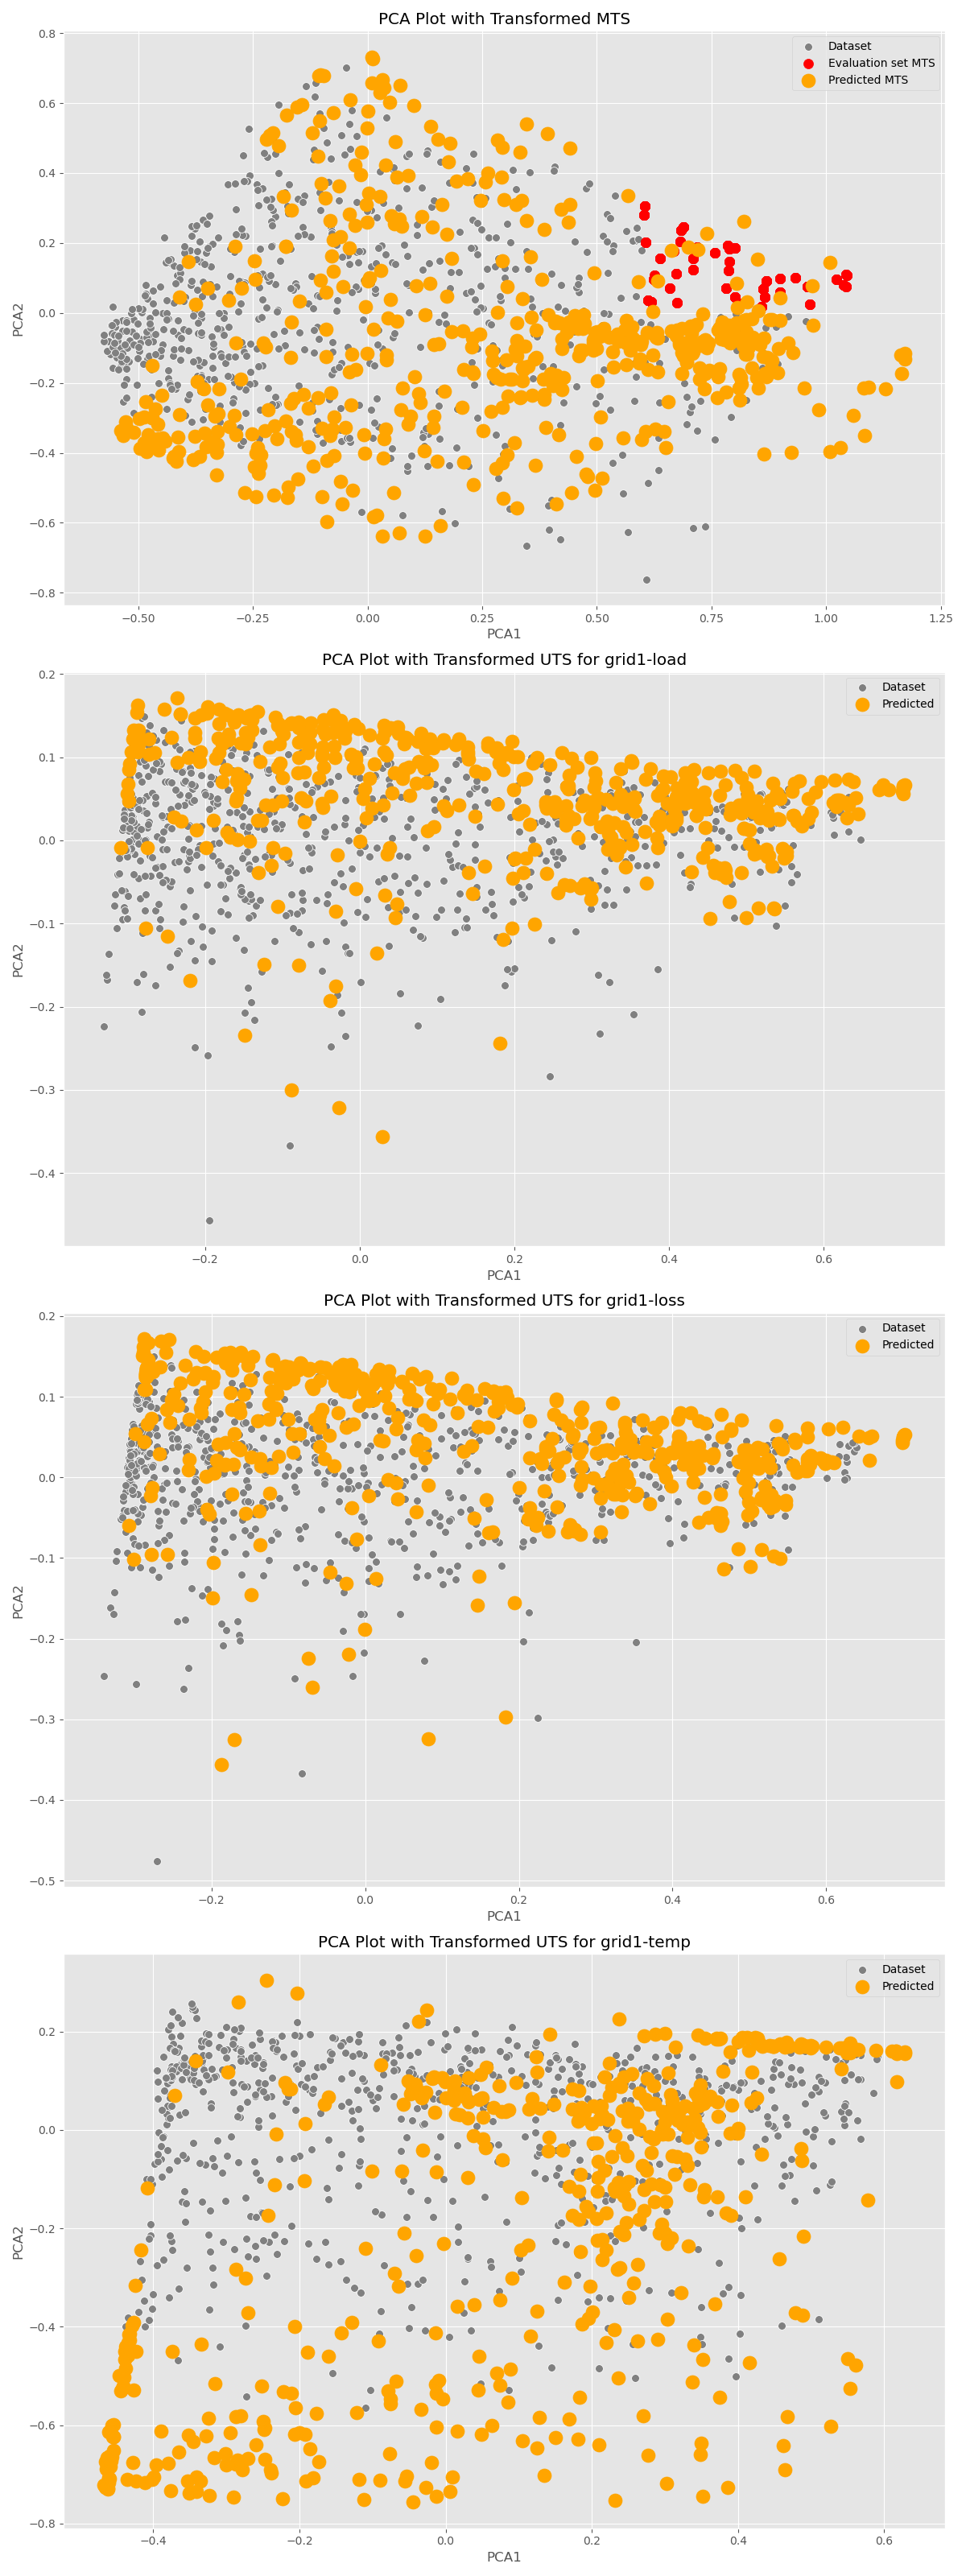 PCA Plot with Transformed MTS
Dataset
Evaluation set MTS
Predicted MTS
PCA2
0.8
0.6
0.4
0.2
0.0
−0.2
−0.4
−0.6
−0.8
−0.50
−0.25
0.00
0.25
0.50
0.75
1.00
1.25
PCA1
PCA Plot with Transformed UTS for grid1-load
Dataset
Predicted
PCA2
0.2
0.1
0.0
−0.1
−0.2
−0.3
−0.4
−0.2
0.0
0.2
0.4
0.6
PCA1
PCA Plot with Transformed UTS for grid1-loss
Dataset
Predicted
PCA2
0.2
0.1
0.0
−0.1
−0.2
−0.3
−0.4
−0.5
−0.2
0.0
0.2
0.4
0.6
PCA1
PCA Plot with Transformed UTS for grid1-temp
Dataset
Predicted
PCA2
0.2
0.0
−0.2
−0.4
−0.6
−0.8
−0.4
−0.2
0.0
0.2
0.4
0.6
PCA1